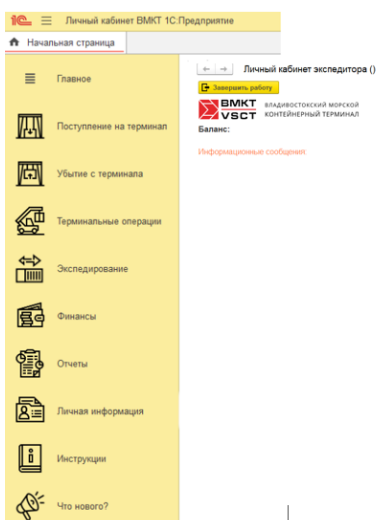 1С Личный кабинет ВМКТ 1С:Предприятие
Начальная страница
Главное
Поступление на терминал
Убытие с терминала
Терминальные операции
Экспедирование
Финансы
Отчеты
Личная информация
Инструкции
Что нового?
Личный кабинет экспедитора ()
Завершить работу
ВМКТ ВЛАДИВОСТОКСКИЙ МОРСКОЙ
VSCT КОНТЕЙНЕРНЫЙ ТЕРМИНАЛ
Баланс:
Информационные сообщения: